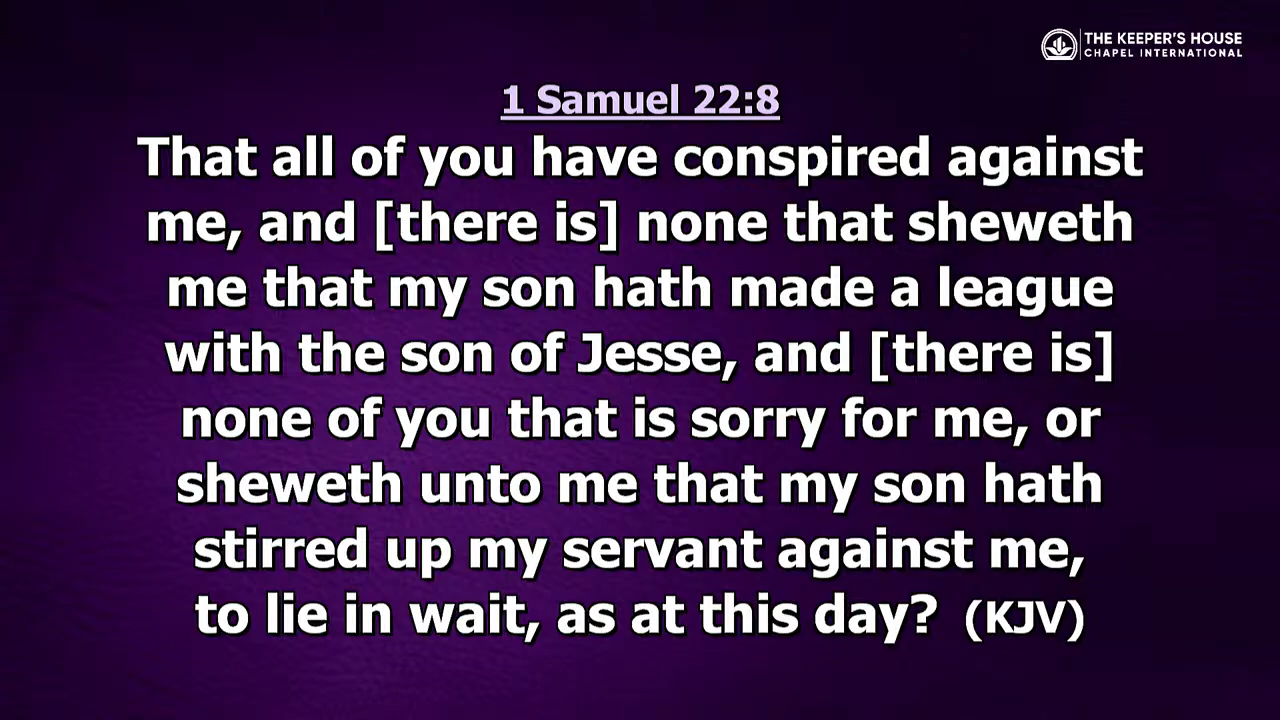 THE KEEPER'S HOUSE
CHAPEL INTERNATIONAL
1 Samuel 22:8
That all of you have conspired against
me, and [there is] none that sheweth
me that my son hath made a league
with the son of Jesse, and [there is]
none of you that is sorry for me, or
sheweth unto me that my son hath
stirred up my servant against me,
to lie in wait, as at this day? (KJV)